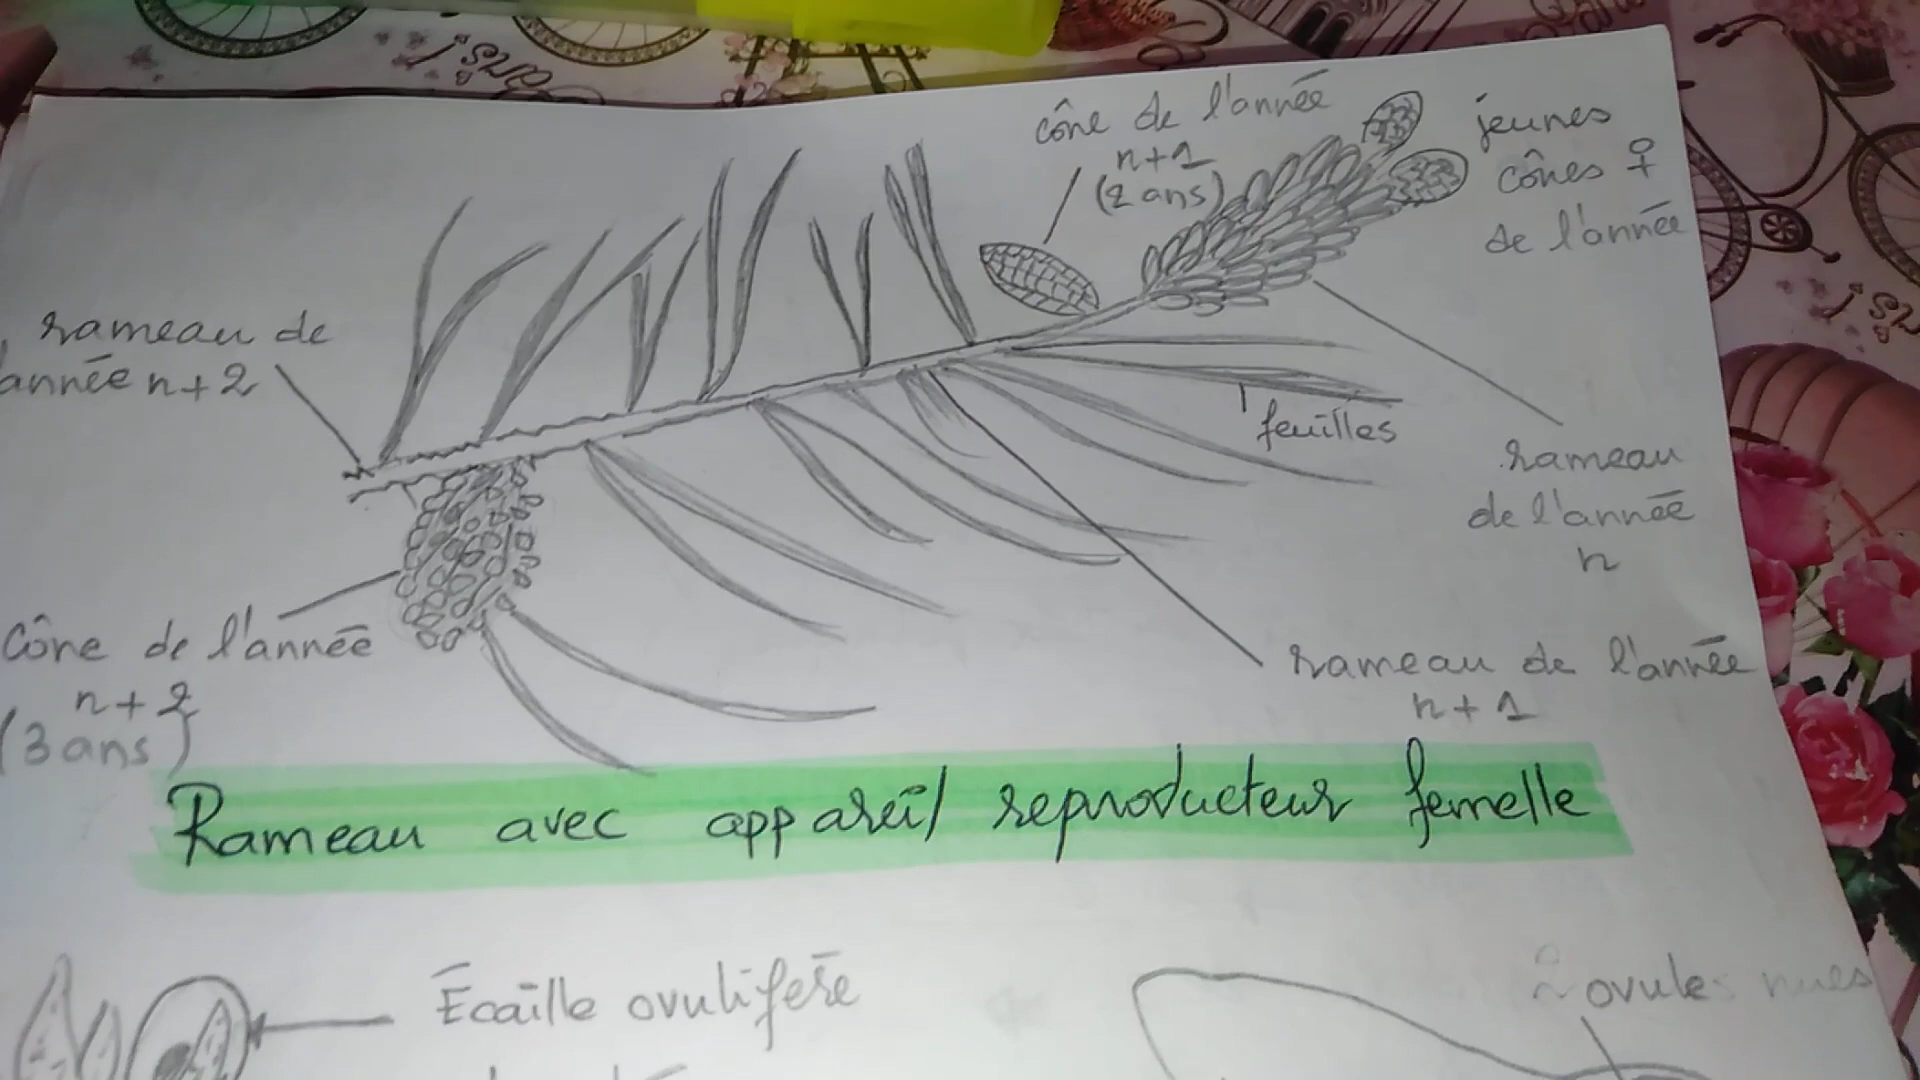 cône de l'année
n+1
(2 ans)
jeunes
cônes ♀
de l'année
rameau de
année n+2
feuilles
rameau
de l'année
n
Cône de l'année
n+2
(3 ans)
rameau de l'année
n+1
Rameau avec appareil reproducteur femelle
Écaille ovulifère
2 ovules nues